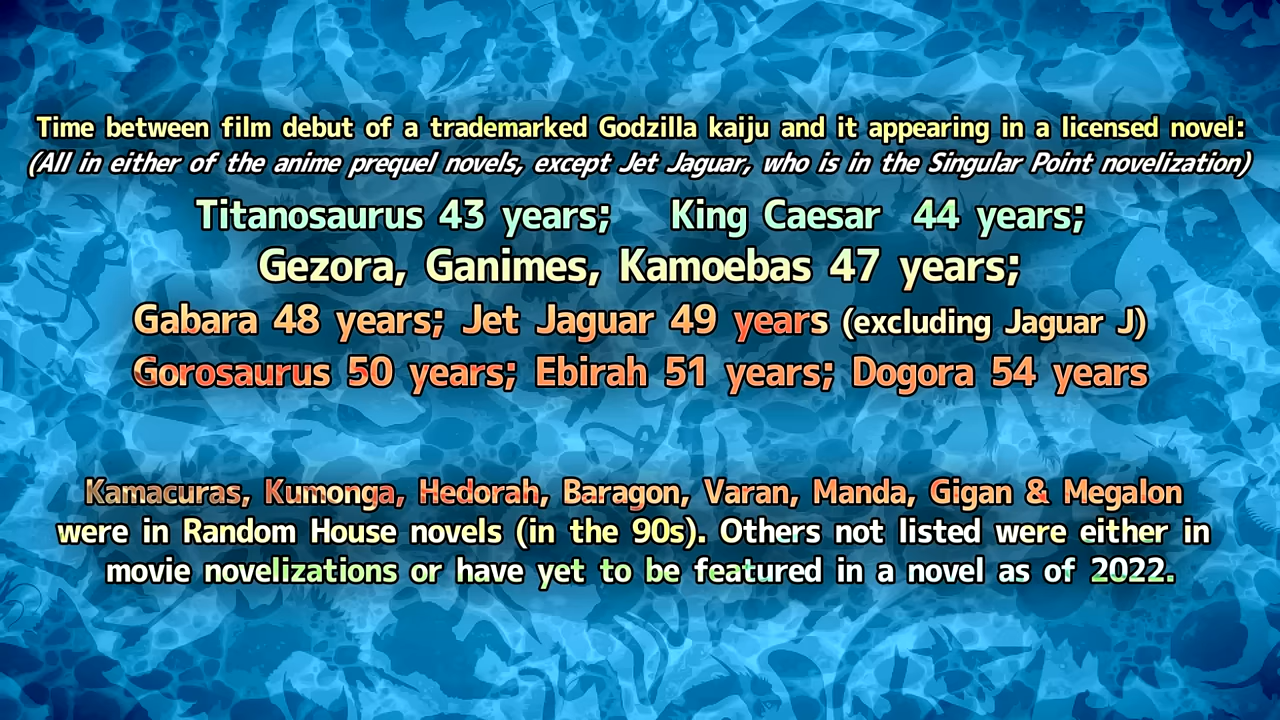 Time between film debut of a trademarked Godzilla kaiju and it appearing in a licensed novel:
(All in either of the anime prequel novels, except Jet Jaguar, who is in the Singular Point novelization)
Titanosaurus 43 years; King Caesar 44 years;
Gezora, Ganimes, Kamoebas 47 years;
Gabara 48 years; Jet Jaguar 49 years (excluding Jaguar J)
Gorosaurus 50 years; Ebirah 51 years; Dogora 54 years
Kamacuras, Kumonga, Hedorah, Baragon, Varan, Manda, Gigan & Megalon
were in Random House novels (in the 90s). Others not listed were either in
movie novelizations or have yet to be featured in a novel as of 2022.